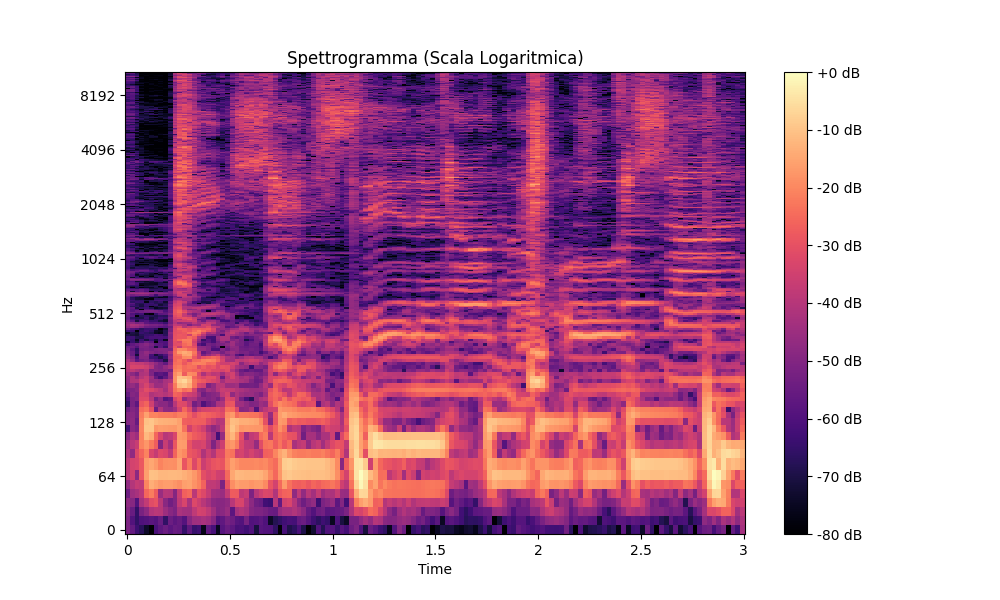 Spettrogramma (Scala Logaritmica)
Hz
8192
4096
2048
1024
512
256
128
64
0
0 0.5 1 1.5 2 2.5 3
Time
+0 dB
-10 dB
-20 dB
-30 dB
-40 dB
-50 dB
-60 dB
-70 dB
-80 dB